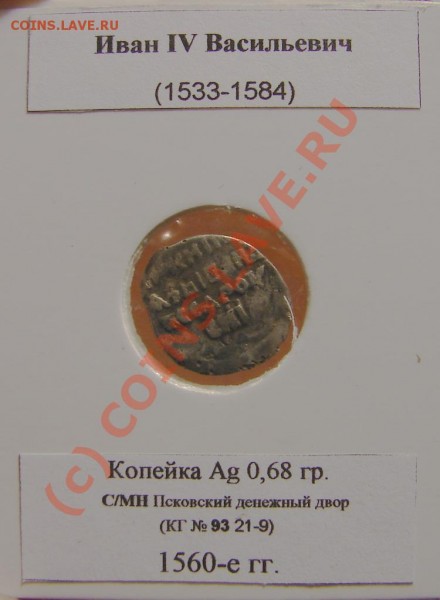 COINS.LAVE.RU
Иван IV Васильевич
(1533-1584)
(c) COINS.LAVE.RU
Копейка Ag 0,68 гр.
С/МН Псковский денежный двор
(КГ № 93 21-9)
1560-е гг.